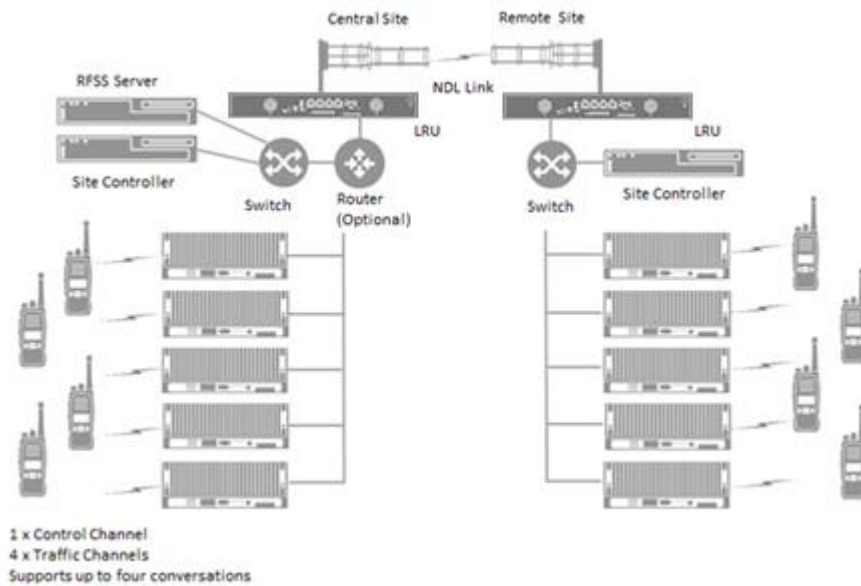 Central Site
Remote Site
RFSS Server
NDL Link
LRU
LRU
Site Controller
Switch
Router
(Optional)
Switch
Site Controller
1 x Control Channel
4 x Traffic Channels
Supports up to four conversations